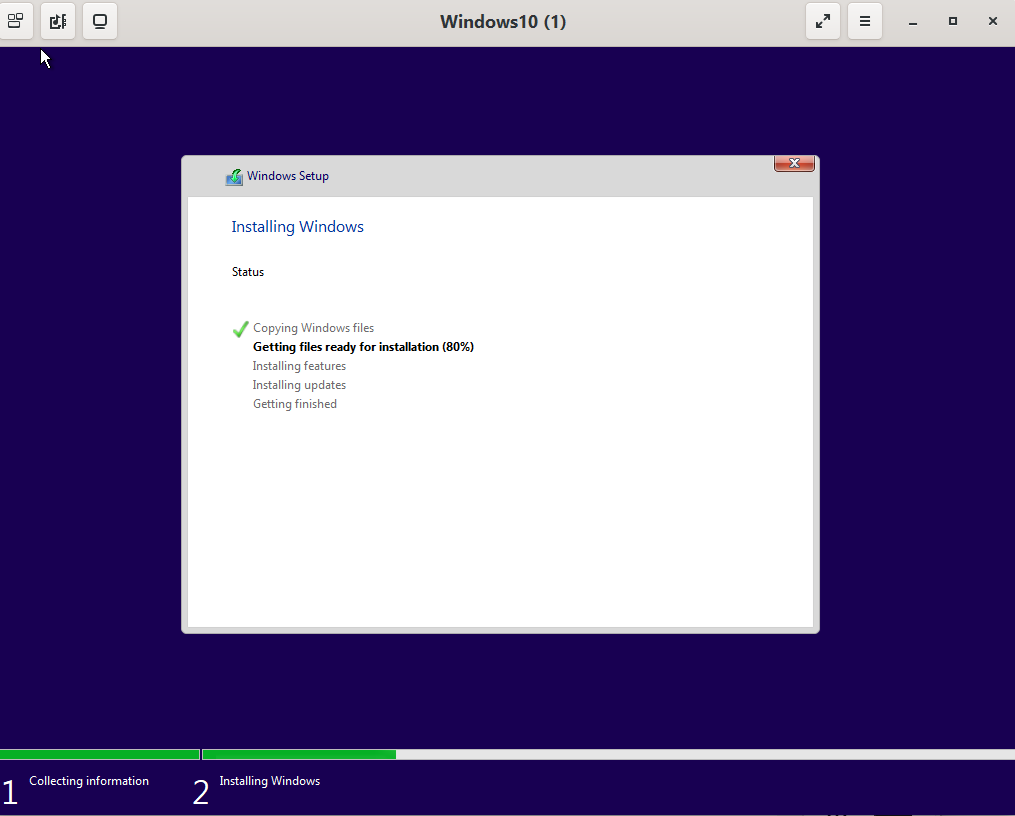 Windows10 (1)
Windows Setup
Installing Windows
Status
Copying Windows files
Getting files ready for installation (80%)
Installing features
Installing updates
Getting finished
1 Collecting information
2 Installing Windows